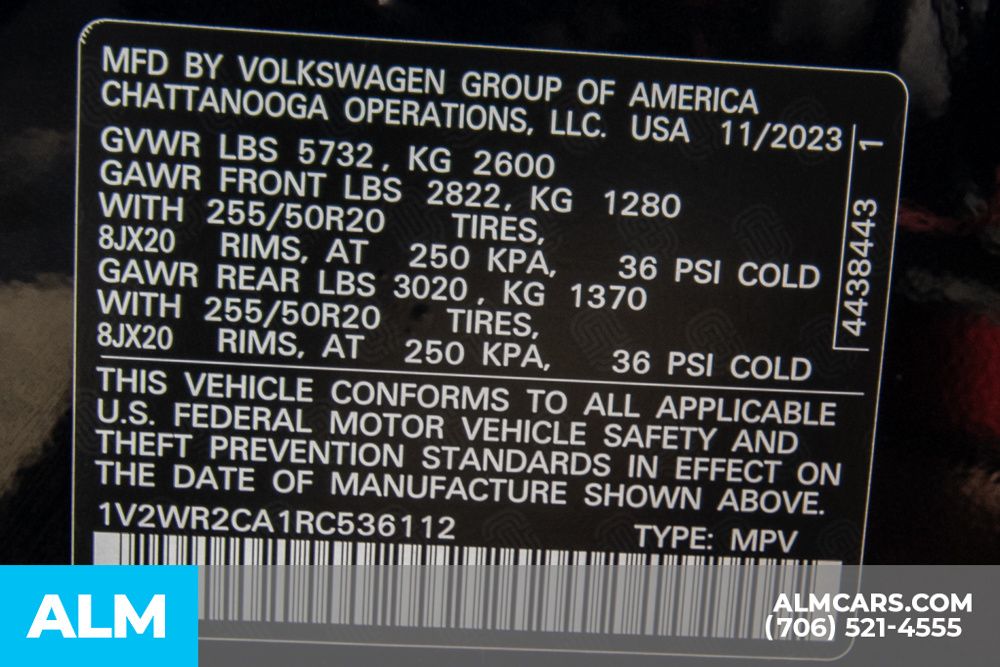 MFD BY VOLKSWAGEN GROUP OF AMERICA
CHATTANOOGA OPERATIONS, LLC. USA 11/2023
GVWR LBS 5732, KG 2600
GAWR FRONT LBS 2822, KG 1280
WITH 255/50R20 TIRES,
8JX20 RIMS, AT 250 KPA, 36 PSI COLD
GAWR REAR LBS 3020, KG 1370
WITH 255/50R20 TIRES,
8JX20 RIMS, AT 250 KPA, 36 PSI COLD
4438443 1
THIS VEHICLE CONFORMS TO ALL APPLICABLE
U.S. FEDERAL MOTOR VEHICLE SAFETY AND
THEFT PREVENTION STANDARDS IN EFFECT ON
THE DATE OF MANUFACTURE SHOWN ABOVE.
1V2WR2CA1RC536112 TYPE: MPV
ALM
ALMCARS.COM
(706) 521-4555